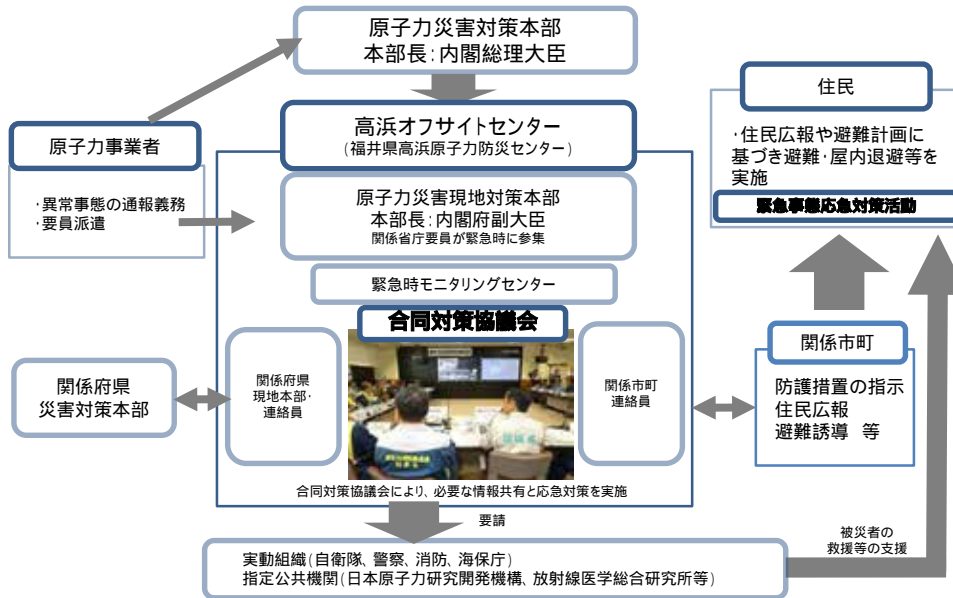 原子力災害対策本部
本部長:内閣総理大臣
住民
・住民広報や避難計画に
基づき避難・屋内退避等を
実施
緊急事態応急対策活動
原子力事業者
・異常事態の通報義務
・要員派遣
高浜オフサイトセンター
(福井県高浜原子力防災センター)
原子力災害現地対策本部
本部長:内閣府副大臣
関係省庁要員が緊急時に参集
緊急時モニタリングセンター
合同対策協議会
関係府県
災害対策本部
関係府県
現地本部・
連絡員
関係市町
連絡員
関係市町
防護措置の指示
住民広報
避難誘導 等
合同対策協議会により、必要な情報共有と応急対策を実施
要請
被災者の
救援等の支援
実動組織(自衛隊、警察、消防、海保庁)
指定公共機関(日本原子力研究開発機構、放射線医学総合研究所等)